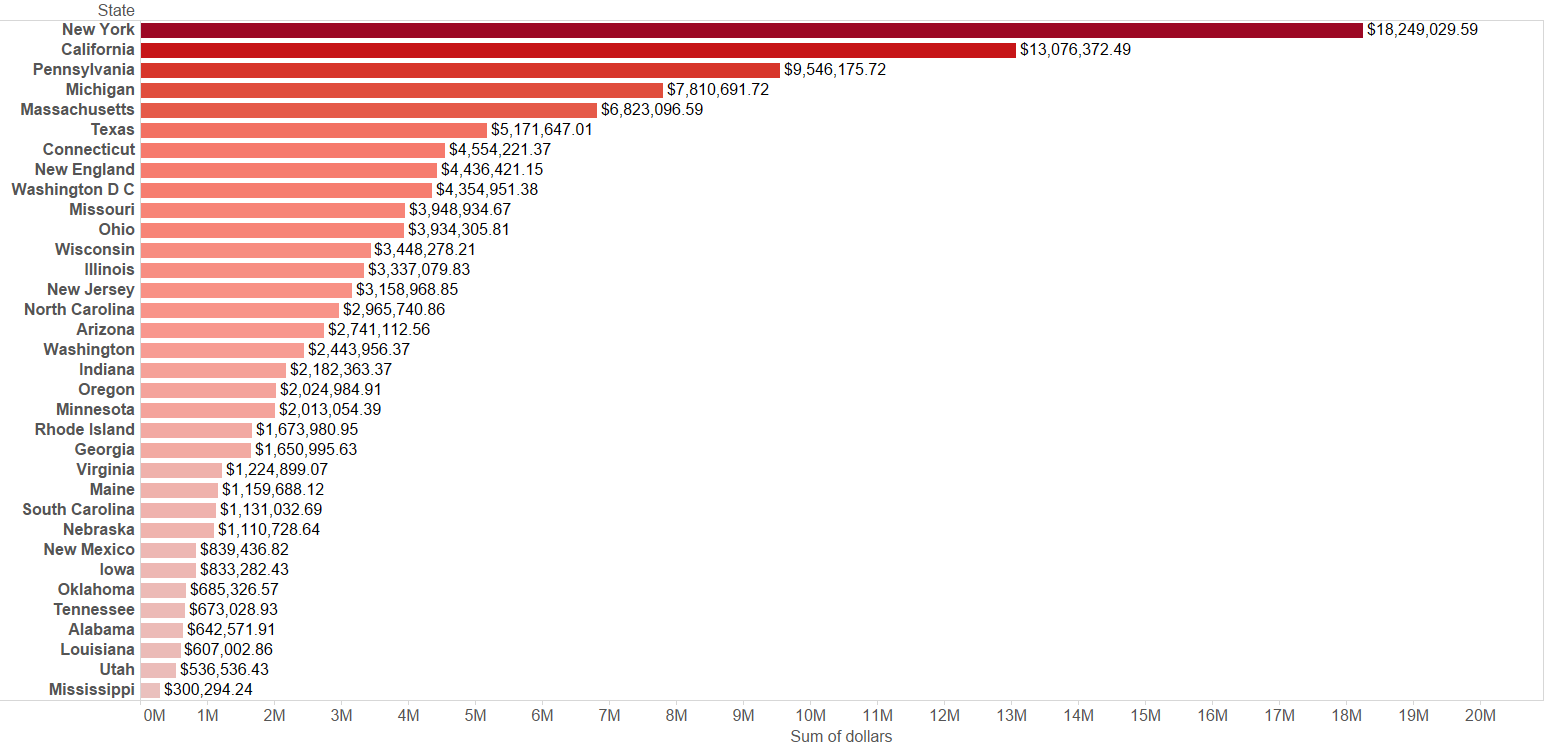 State
New York $18,249,029.59
California $13,076,372.49
Pennsylvania $9,546,175.72
Michigan $7,810,691.72
Massachusetts $6,823,096.59
Texas $5,171,647.01
Connecticut $4,554,221.37
New England $4,436,421.15
Washington D C $4,354,951.38
Missouri $3,948,934.67
Ohio $3,934,305.81
Wisconsin $3,448,278.21
Illinois $3,337,079.83
New Jersey $3,158,968.85
North Carolina $2,965,740.86
Arizona $2,741,112.56
Washington $2,443,956.37
Indiana $2,182,363.37
Oregon $2,024,984.91
Minnesota $2,013,054.39
Rhode Island $1,673,980.95
Georgia $1,650,995.63
Virginia $1,224,899.07
Maine $1,159,688.12
South Carolina $1,131,032.69
Nebraska $1,110,728.64
New Mexico $839,436.82
Iowa $833,282.43
Oklahoma $685,326.57
Tennessee $673,028.93
Alabama $642,571.91
Louisiana $607,002.86
Utah $536,536.43
Mississippi $300,294.24
0M 1M 2M 3M 4M 5M 6M 7M 8M 9M 10M 11M 12M 13M 14M 15M 16M 17M 18M 19M 20M
Sum of dollars